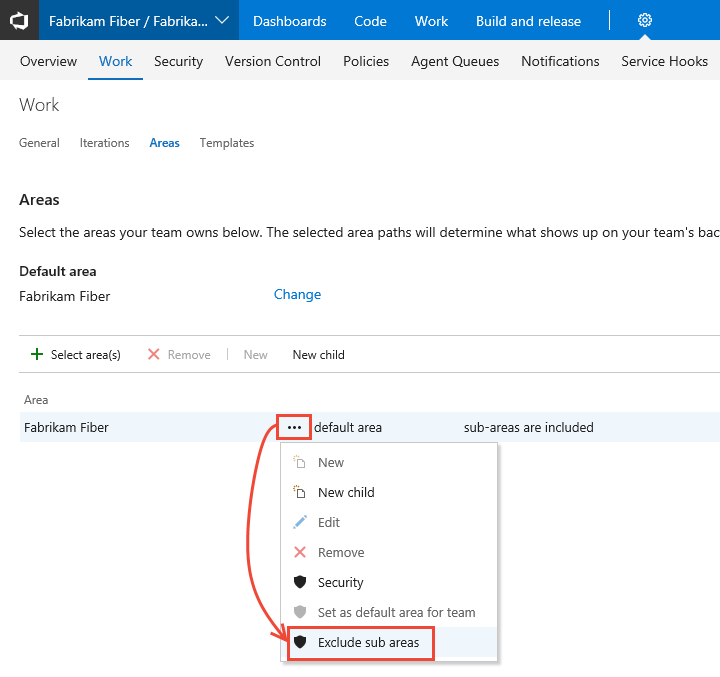 Fabrikam Fiber / Fabrika... Dashboards Code Work Build and release
Overview Work Security Version Control Policies Agent Queues Notifications Service Hooks
Work
General Iterations Areas Templates
Areas
Select the areas your team owns below. The selected area paths will determine what shows up on your team's bac
Default area
Fabrikam Fiber Change
Select area(s) Remove New New child
Area
Fabrikam Fiber ... default area sub-areas are included
New
New child
Edit
Remove
Security
Set as default area for team
Exclude sub areas